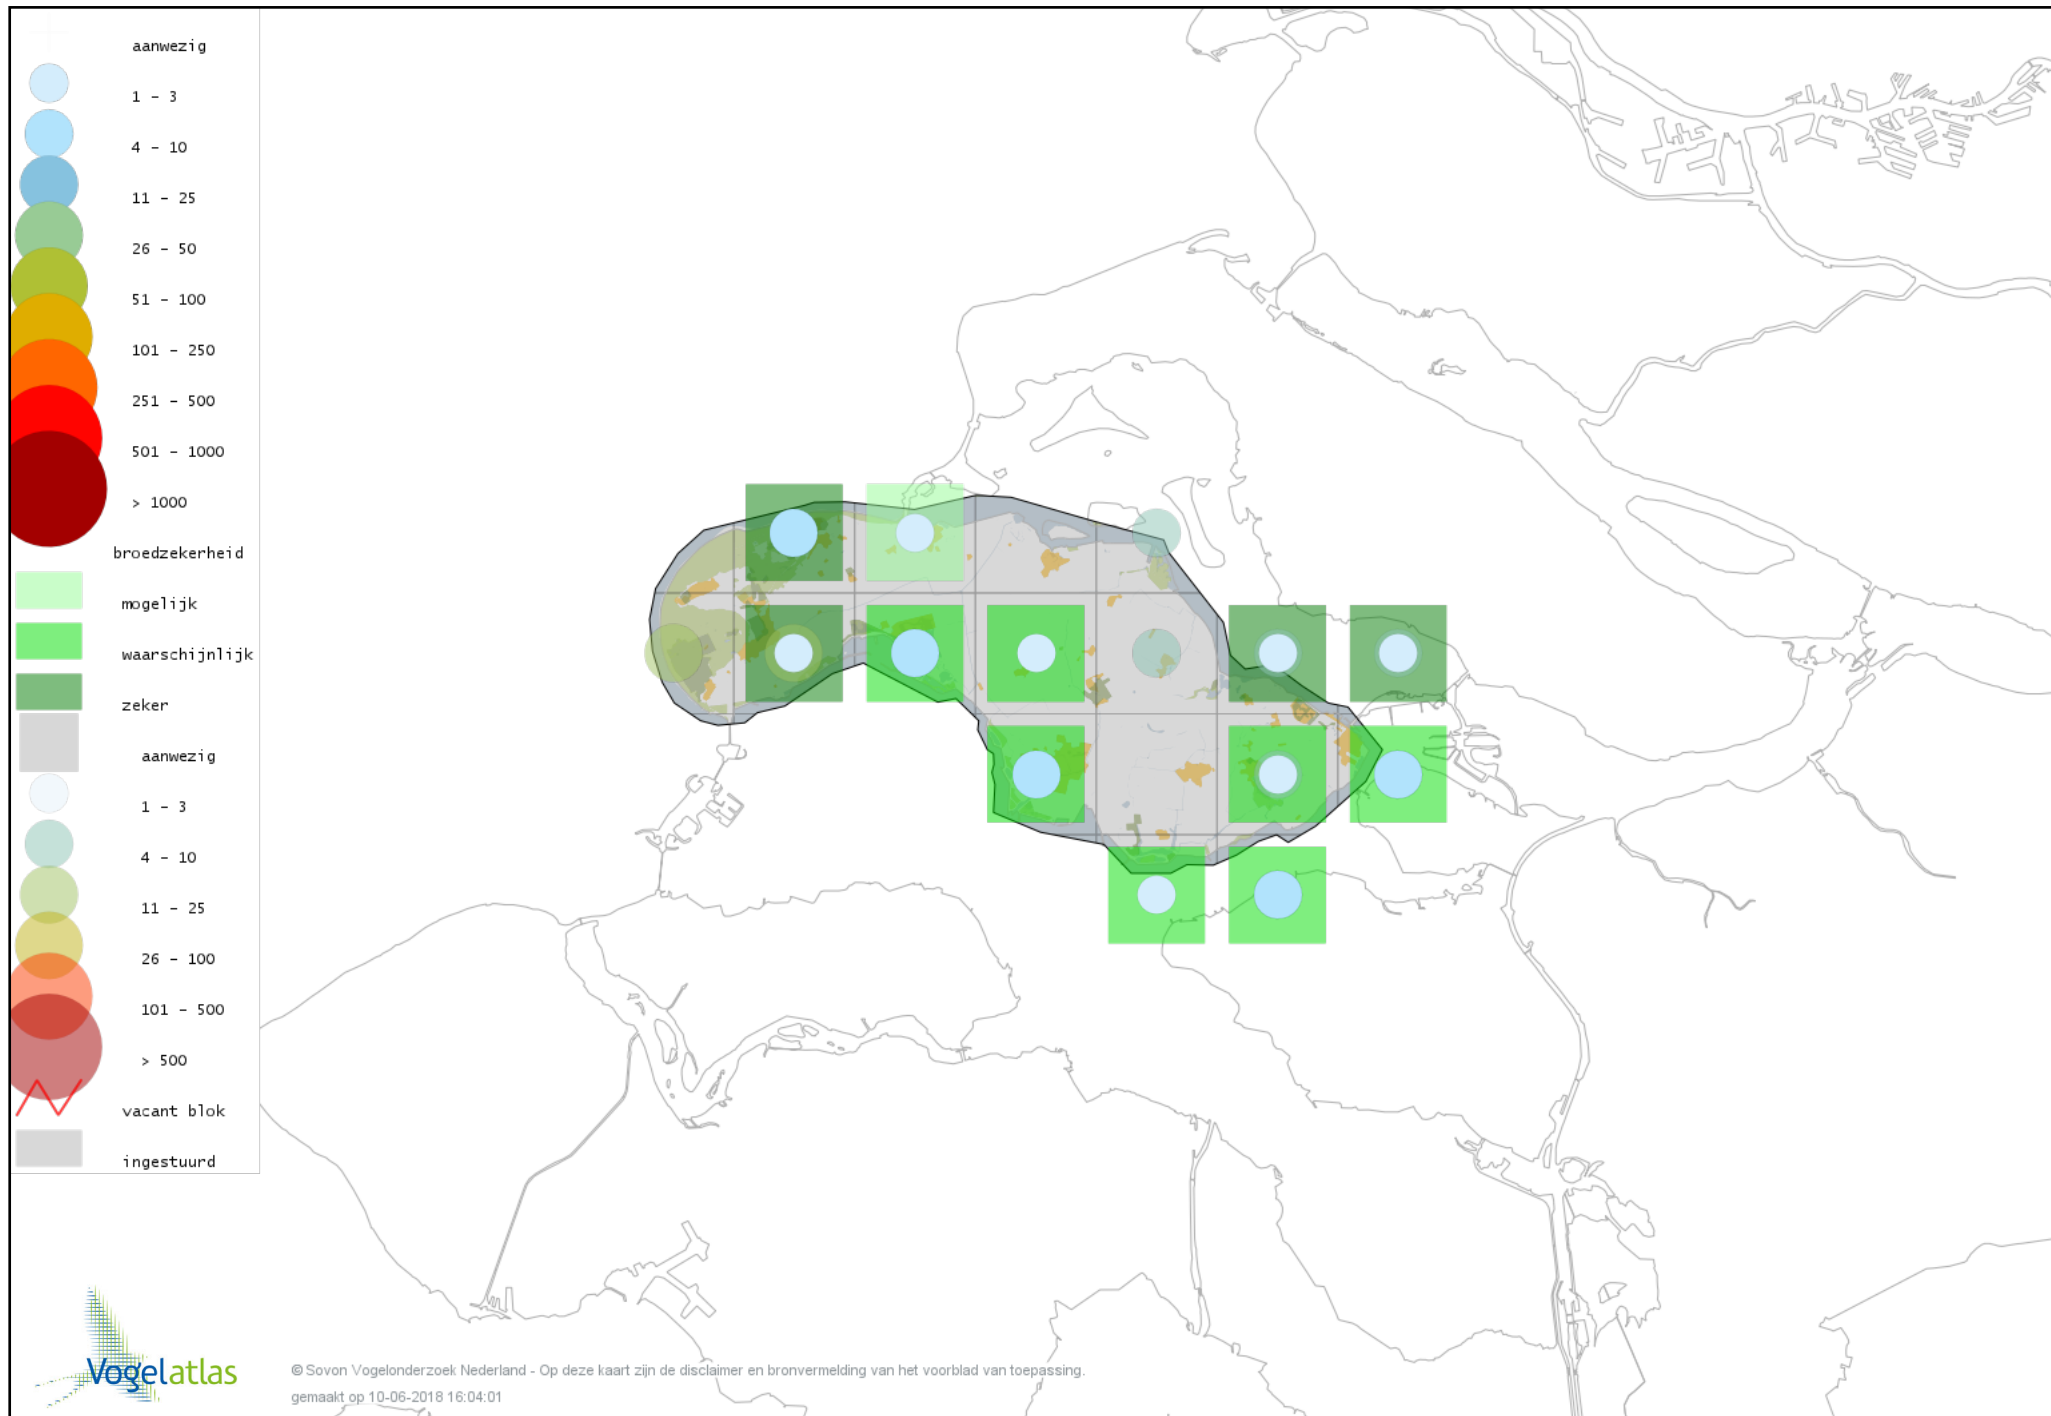 aanwezig
1 - 3
4 - 10
11 - 25
26 - 50
51 - 100
101 - 250
251 - 500
501 - 1000
> 1000
broedzekerheid
mogelijk
waarschijnlijk
zeker
aanwezig
1 - 3
4 - 10
11 - 25
26 - 100
101 - 500
> 500
vacant blok
ingestuurd
Vogelatlas
© Sovon Vogelonderzoek Nederland - Op deze kaart zijn de disclaimer en bronvermelding van het voorblad van toepassing.
gemaakt op 10-06-2018 16:04:01